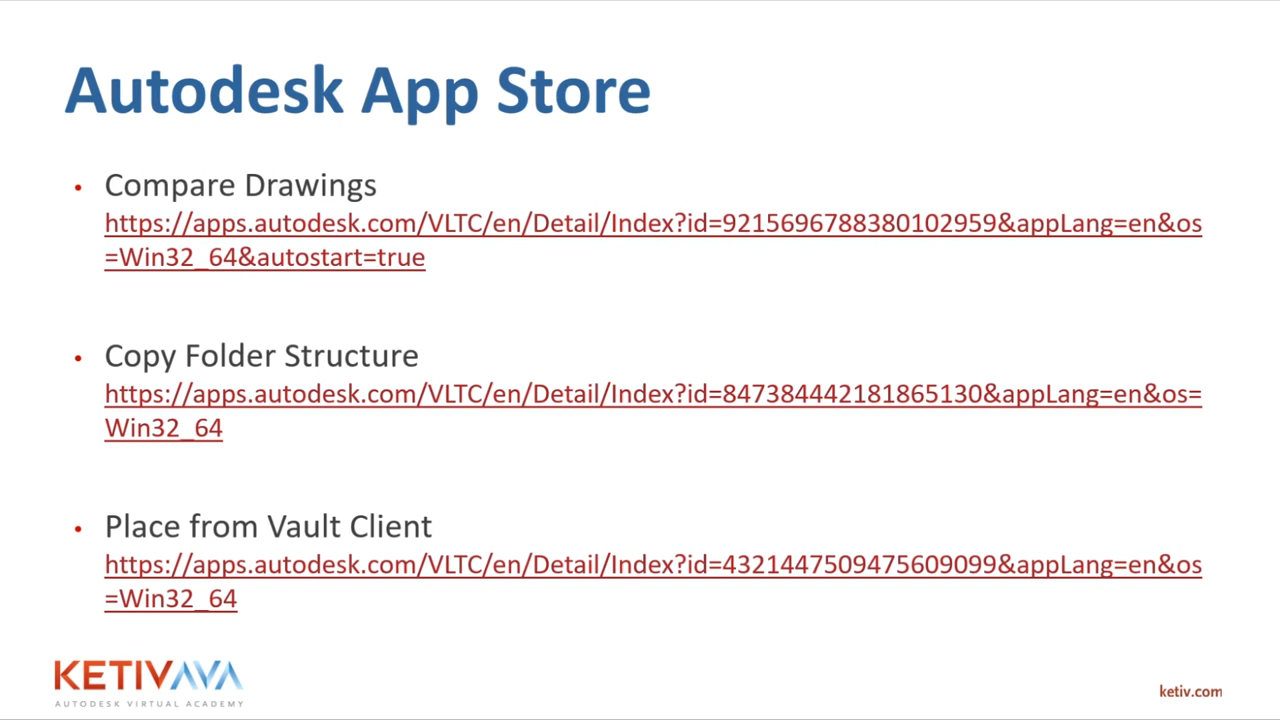 Autodesk App Store
• Compare Drawings
https://apps.autodesk.com/VLTC/en/Detail/Index?id=9215696788380102959&appLang=en&os
=Win32_64&autostart=true
• Copy Folder Structure
https://apps.autodesk.com/VLTC/en/Detail/Index?id=847384442181865130&appLang=en&os=
Win32_64
• Place from Vault Client
https://apps.autodesk.com/VLTC/en/Detail/Index?id=4321447509475609099&appLang=en&os
=Win32_64
KETIVAVA
AUTODESK VIRTUAL ACADEMY
ketiv.com